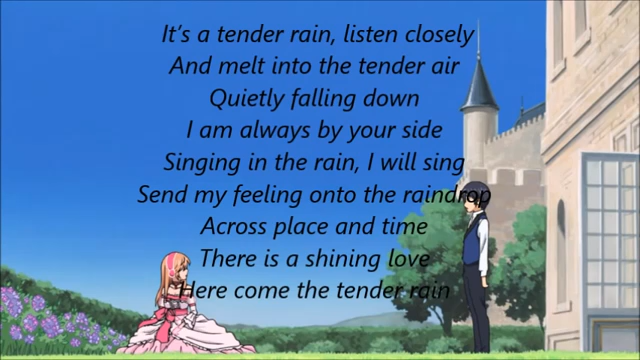 It's a tender rain, listen closely
And melt into the tender air
Quietly falling down
I am always by your side
Singing in the rain, I will sing
Send my feeling onto the raindrop
Across place and time
There is a shining love
Here come the tender rain